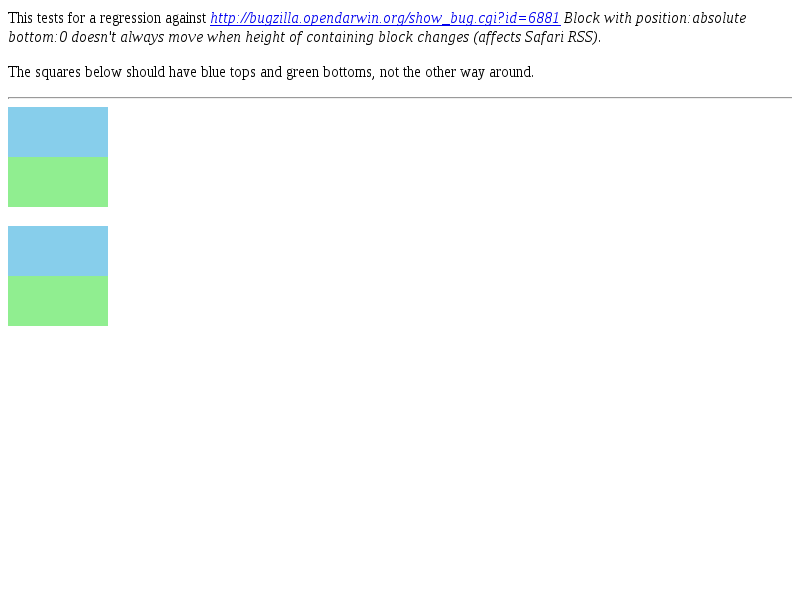 This tests for a regression against http://bugzilla.opendarwin.org/show_bug.cgi?id=6881 Block with position:absolute
bottom:0 doesn't always move when height of containing block changes (affects Safari RSS).
The squares below should have blue tops and green bottoms, not the other way around.